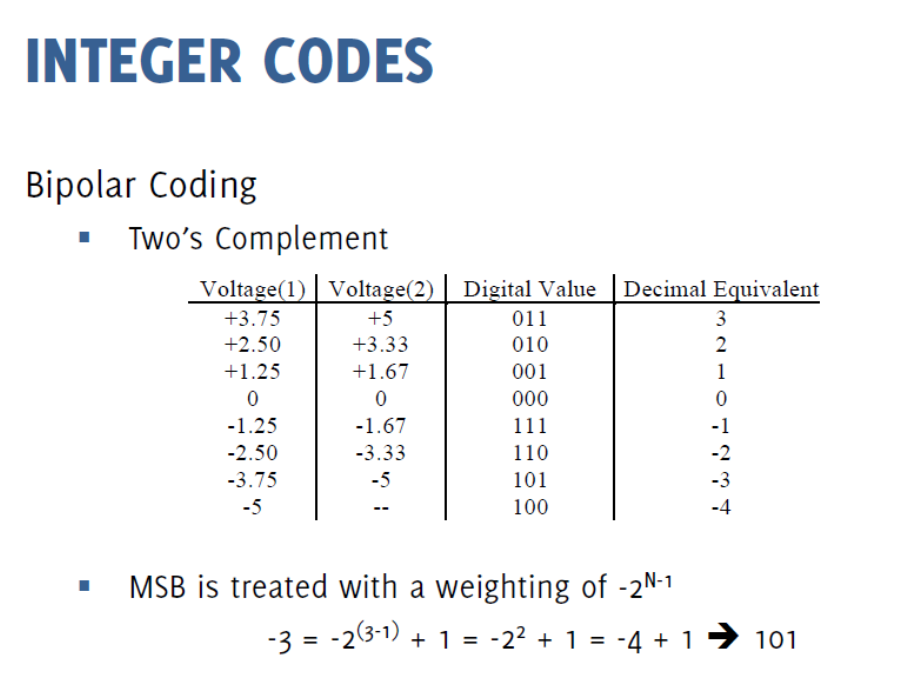 INTEGER CODES
Bipolar Coding
▪ Two's Complement
Voltage(1) Voltage(2) Digital Value Decimal Equivalent
+3.75 +5 011 3
+2.50 +3.33 010 2
+1.25 +1.67 001 1
0 0 000 0
-1.25 -1.67 111 -1
-2.50 -3.33 110 -2
-3.75 -5 101 -3
-5 -- 100 -4
▪ MSB is treated with a weighting of -2^N-1
-3 = -2^(3-1) + 1 = -2² + 1 = -4 + 1 → 101